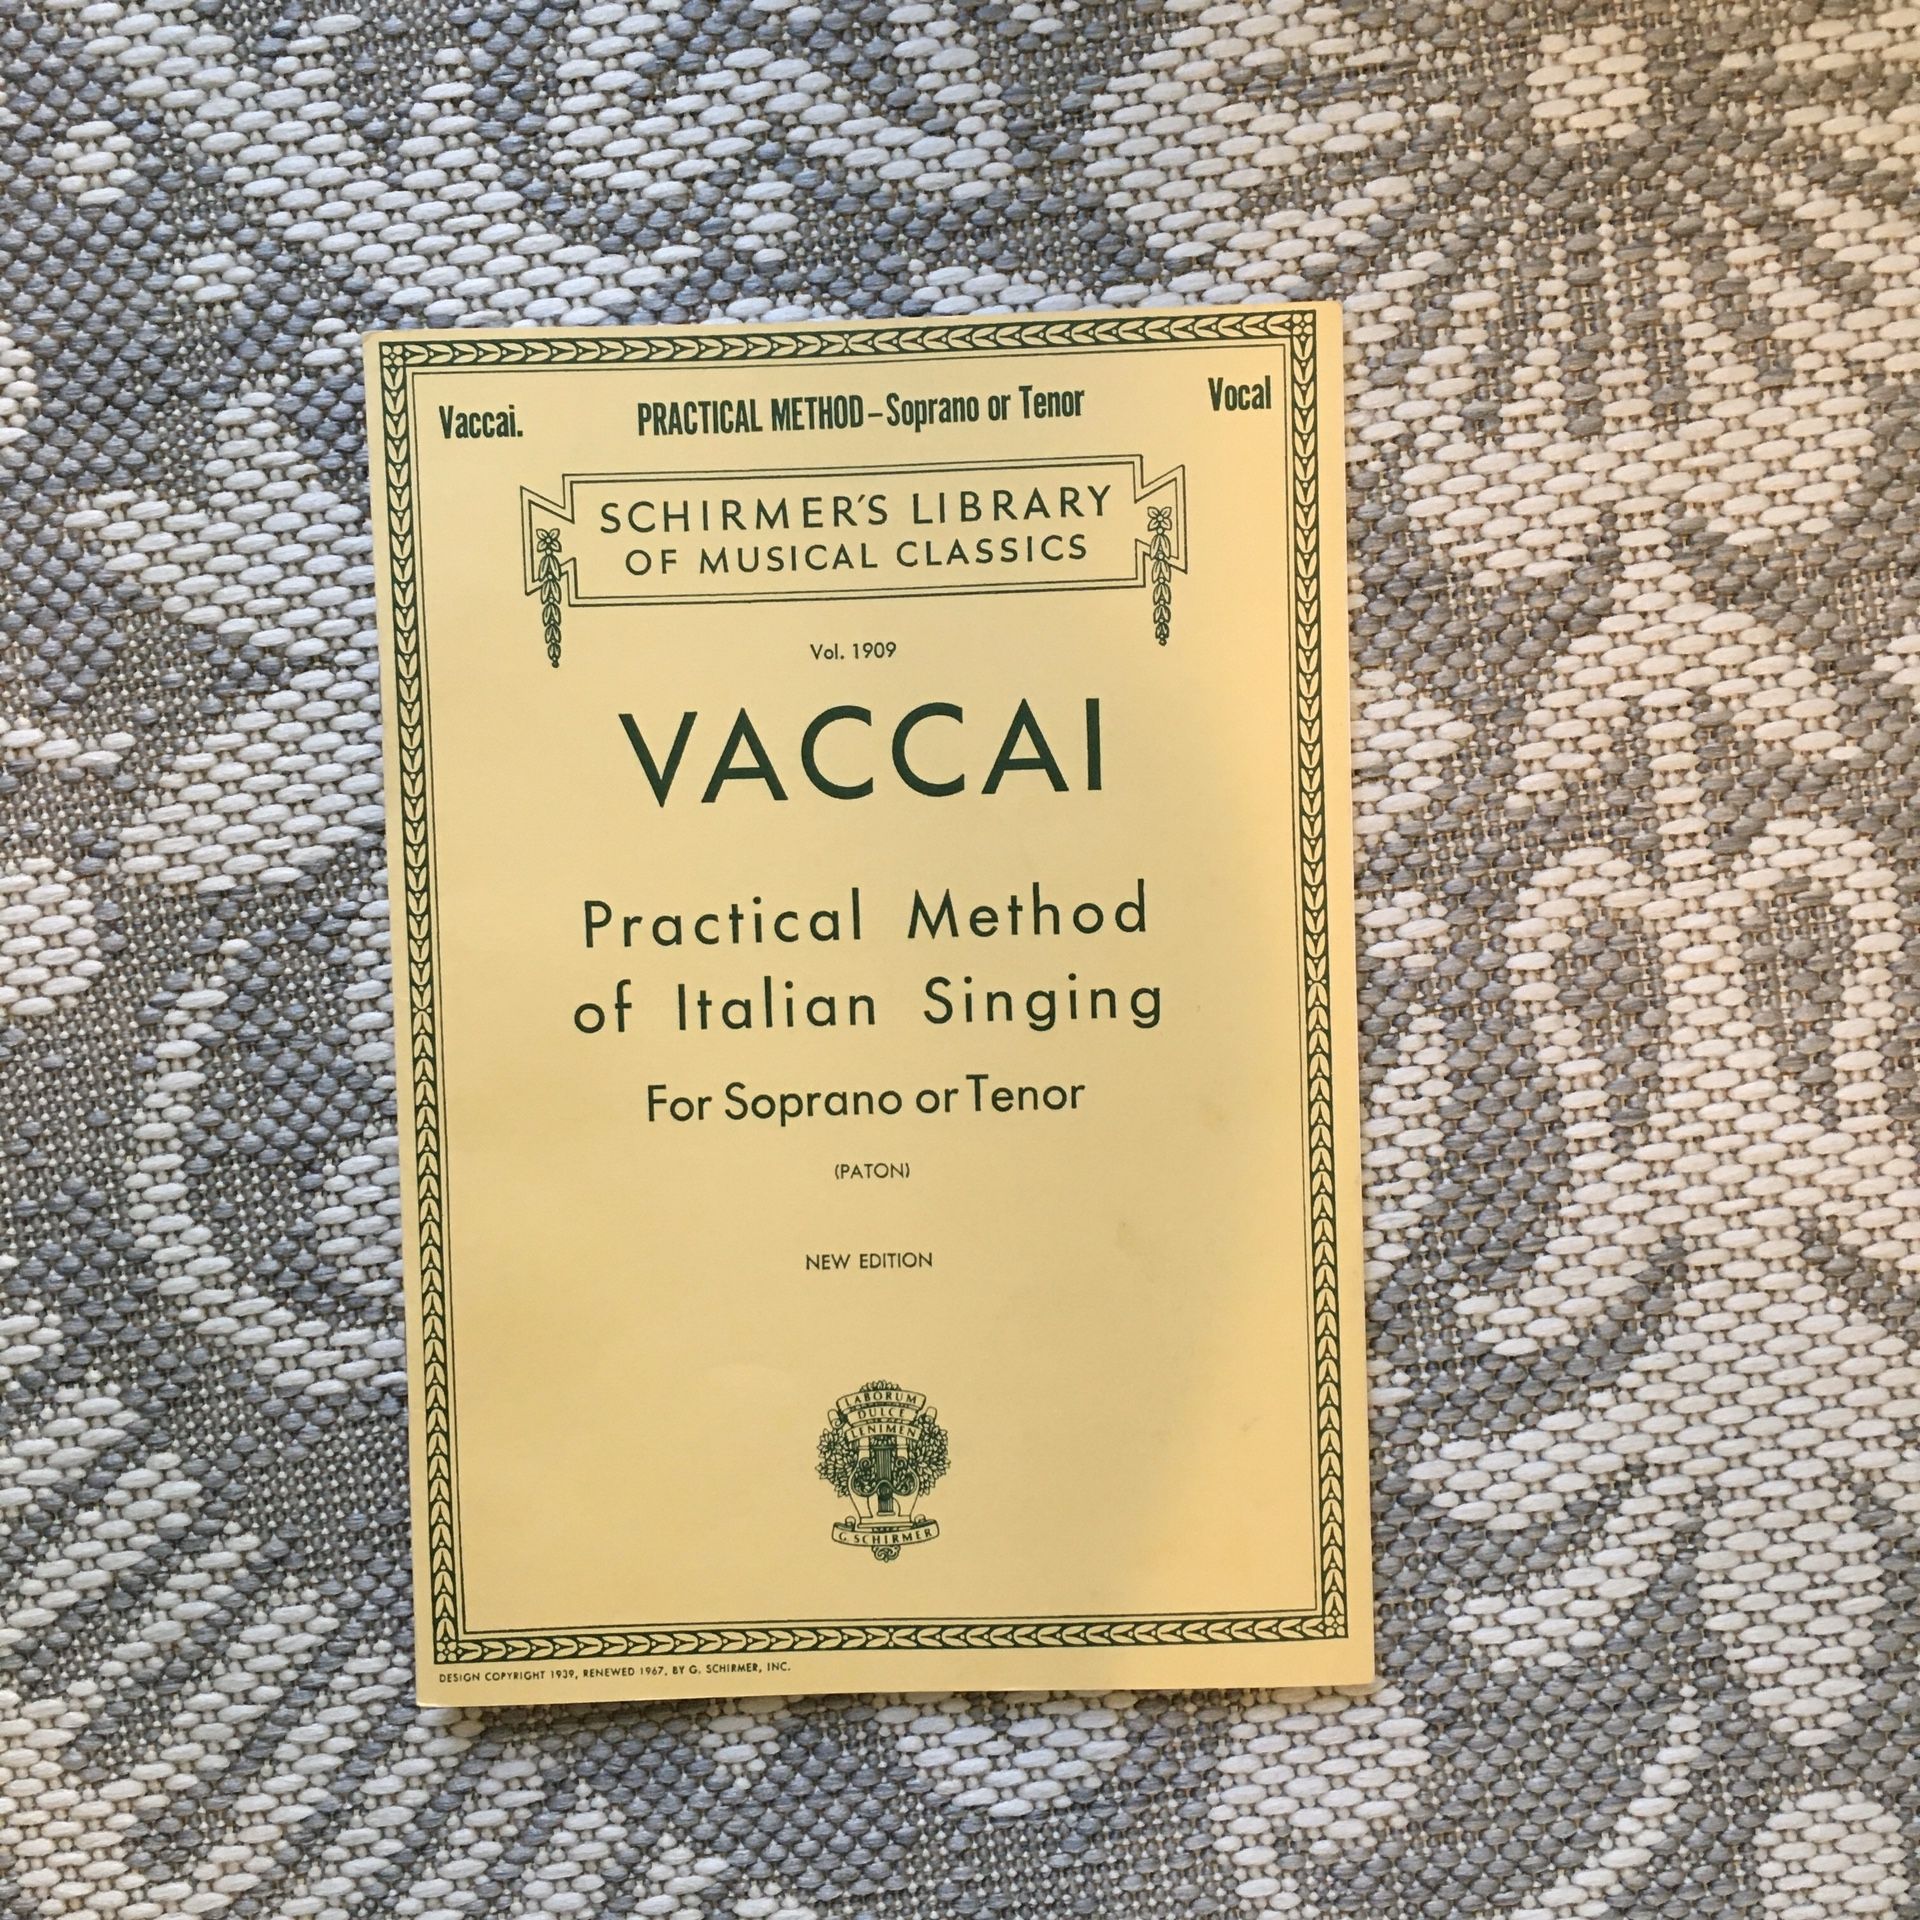 Vaccai. PRACTICAL METHOD – Soprano or Tenor Vocal
SCHIRMER'S LIBRARY
OF MUSICAL CLASSICS
Vol. 1909
VACCAI
Practical Method
of Italian Singing
For Soprano or Tenor
(PATON)
NEW EDITION
LABORUM
DULCE
LENIMEN
G. SCHIRMER
DESIGN COPYRIGHT 1939, RENEWED 1967, BY G. SCHIRMER, INC.